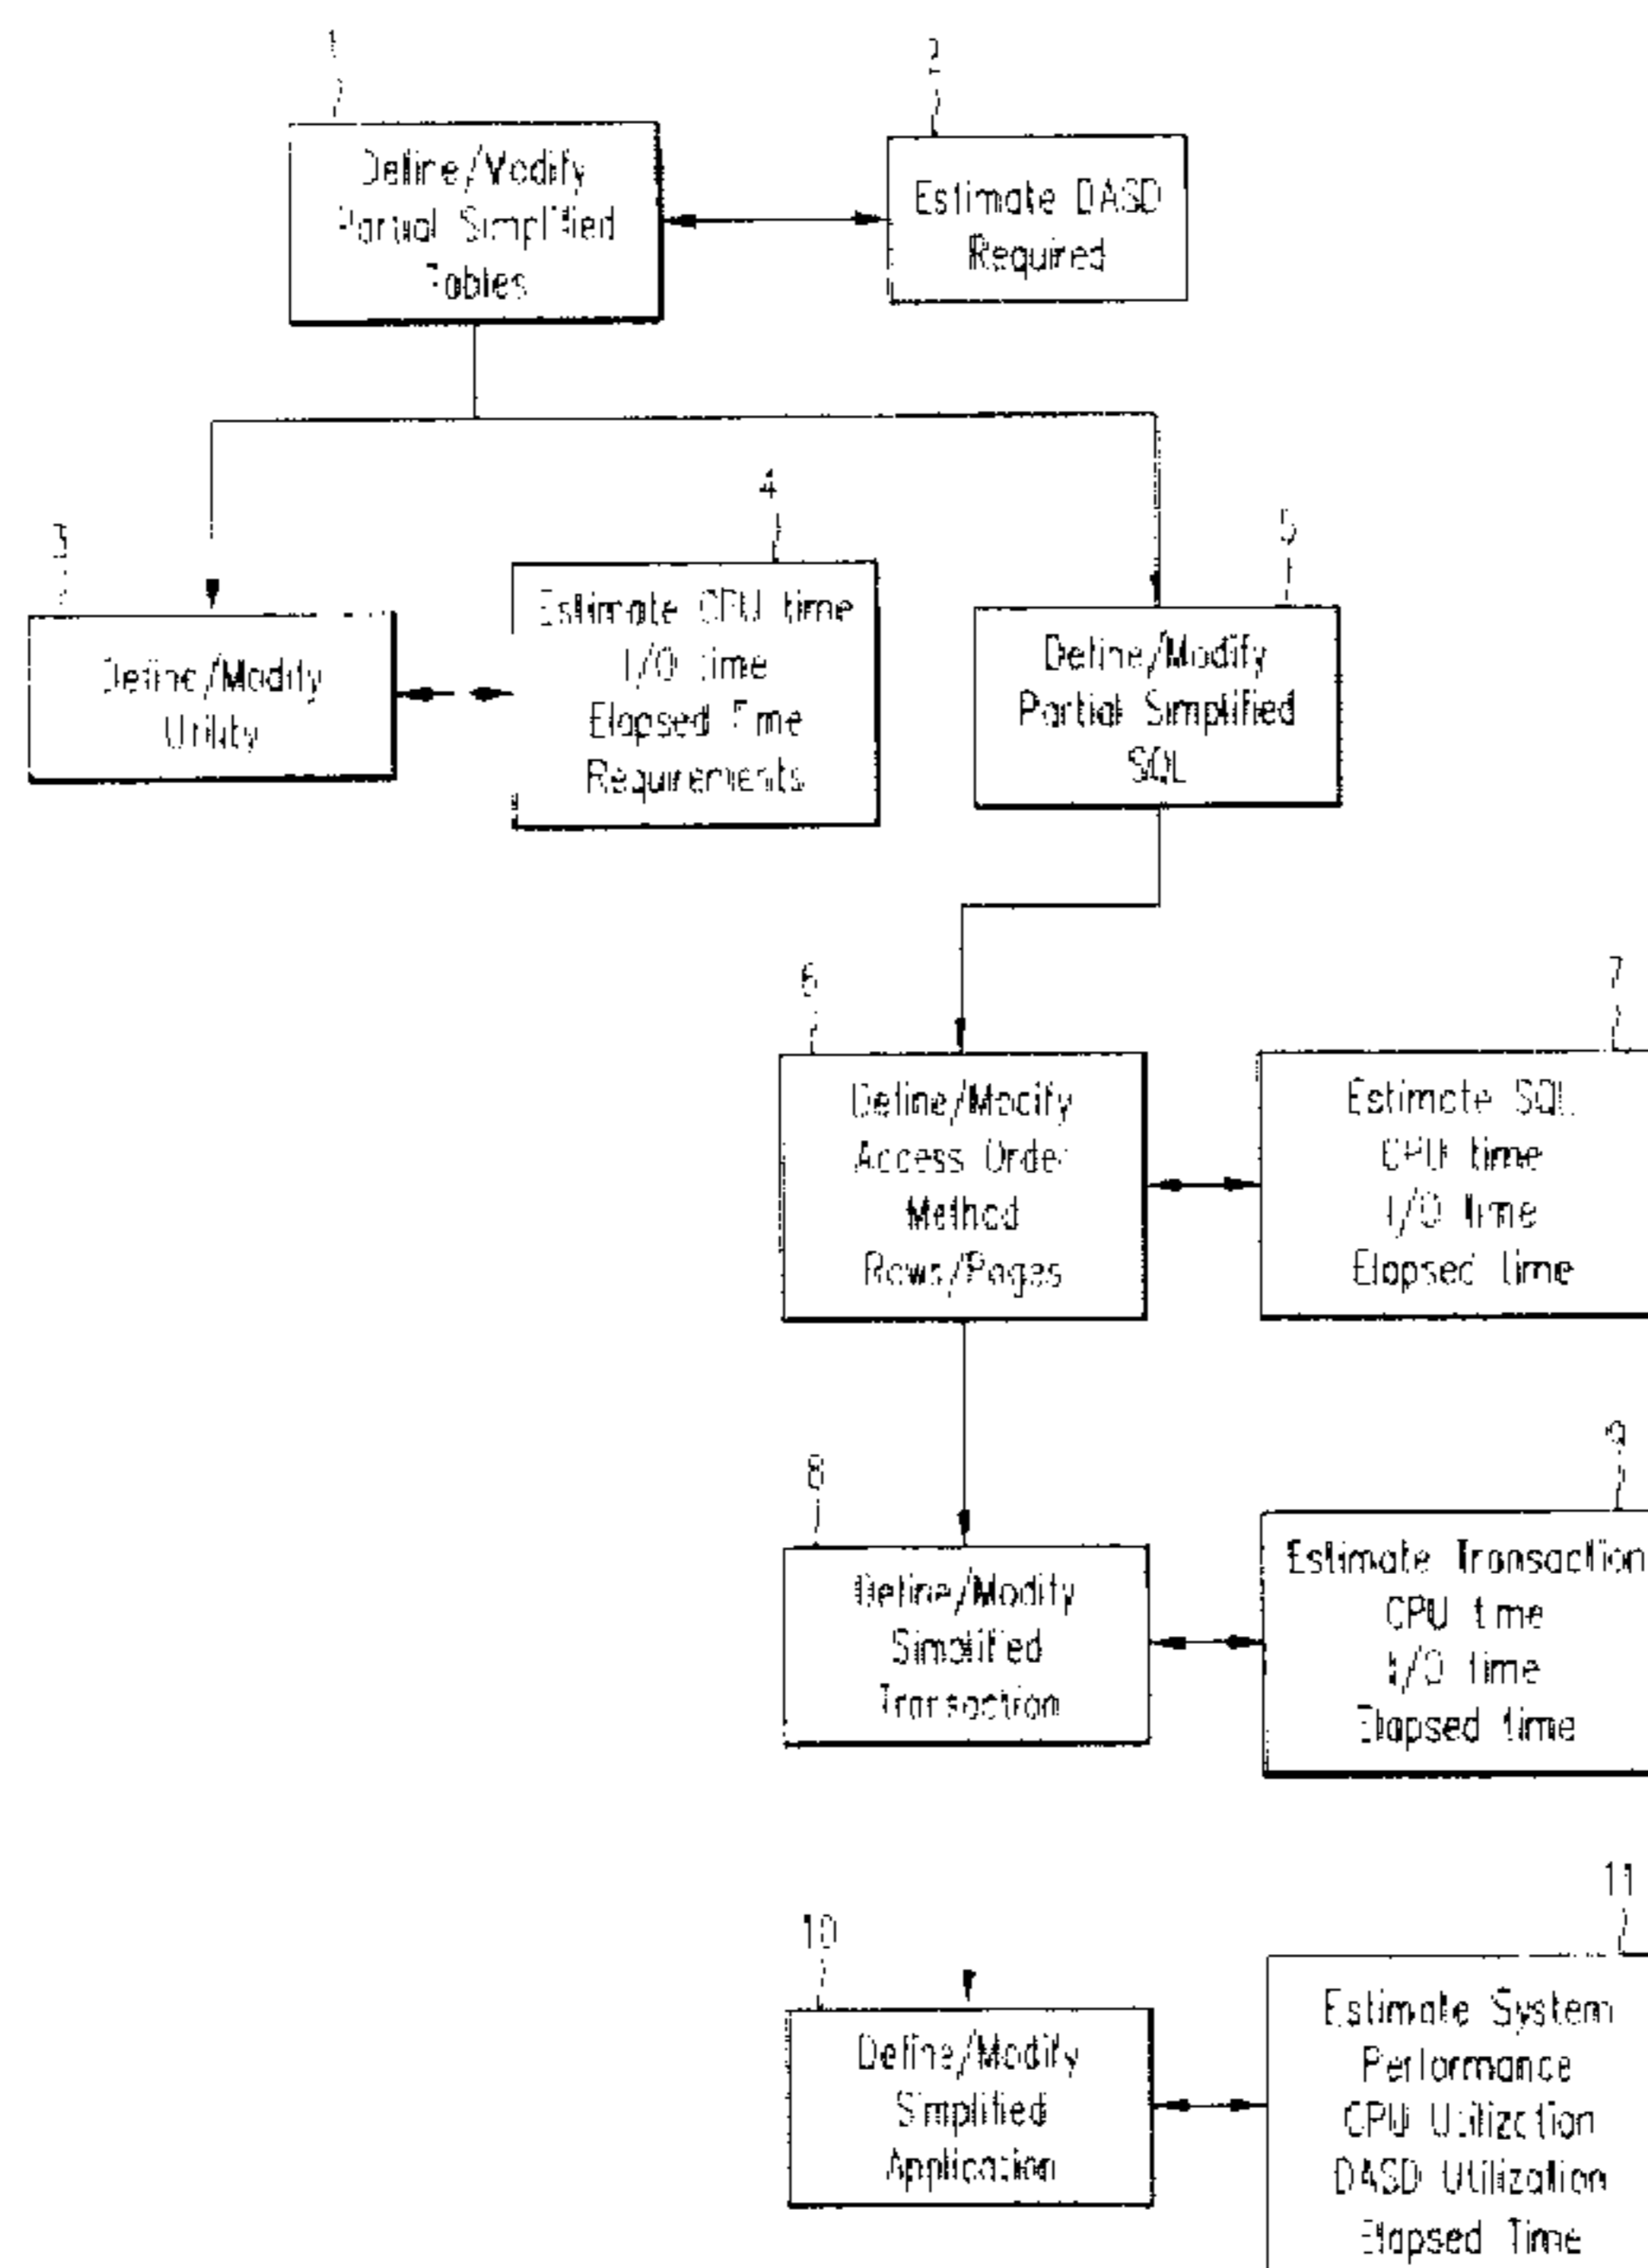 1
2
Define/Modify
Partial Simplified
Tables
Estimate DASD
Required
3
4
5
Define/Modify
Utility
Estimate CPU time
I/O time
Elapsed Time
Requirements
Define/Modify
Partial Simplified
SQL
6
7
Define/Modify
Access Order
Method
Rows/Pages
Estimate SQL
CPU time
I/O time
Elapsed time
8
9
Define/Modify
Simplified
Transaction
Estimate Transaction
CPU time
I/O time
Elapsed time
10
11
Define/Modify
Simplified
Application
Estimate System
Performance
CPU Utilization
DASD Utilization
Elapsed Time